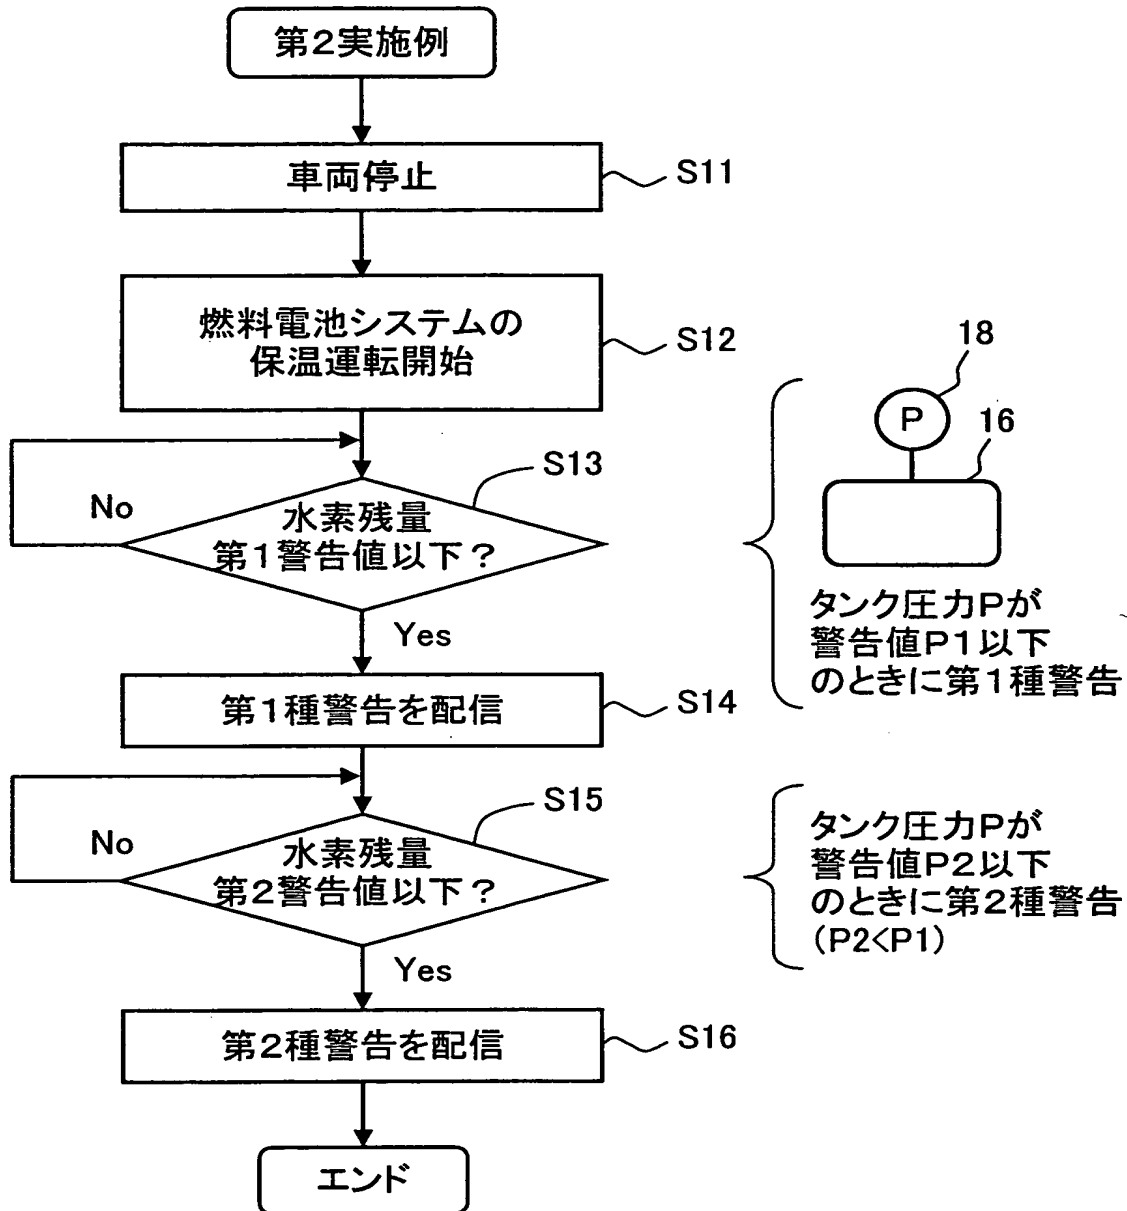 第2実施例
車両停止
S11
燃料電池システムの
保温運転開始
S12
18
P
16
S13
No
水素残量
第1警告値以下?
タンク圧力Pが
警告値P1以下
のときに第1種警告
Yes
第1種警告を配信
S14
S15
No
水素残量
第2警告値以下?
タンク圧力Pが
警告値P2以下
のときに第2種警告
(P2<P1)
Yes
第2種警告を配信
S16
エンド